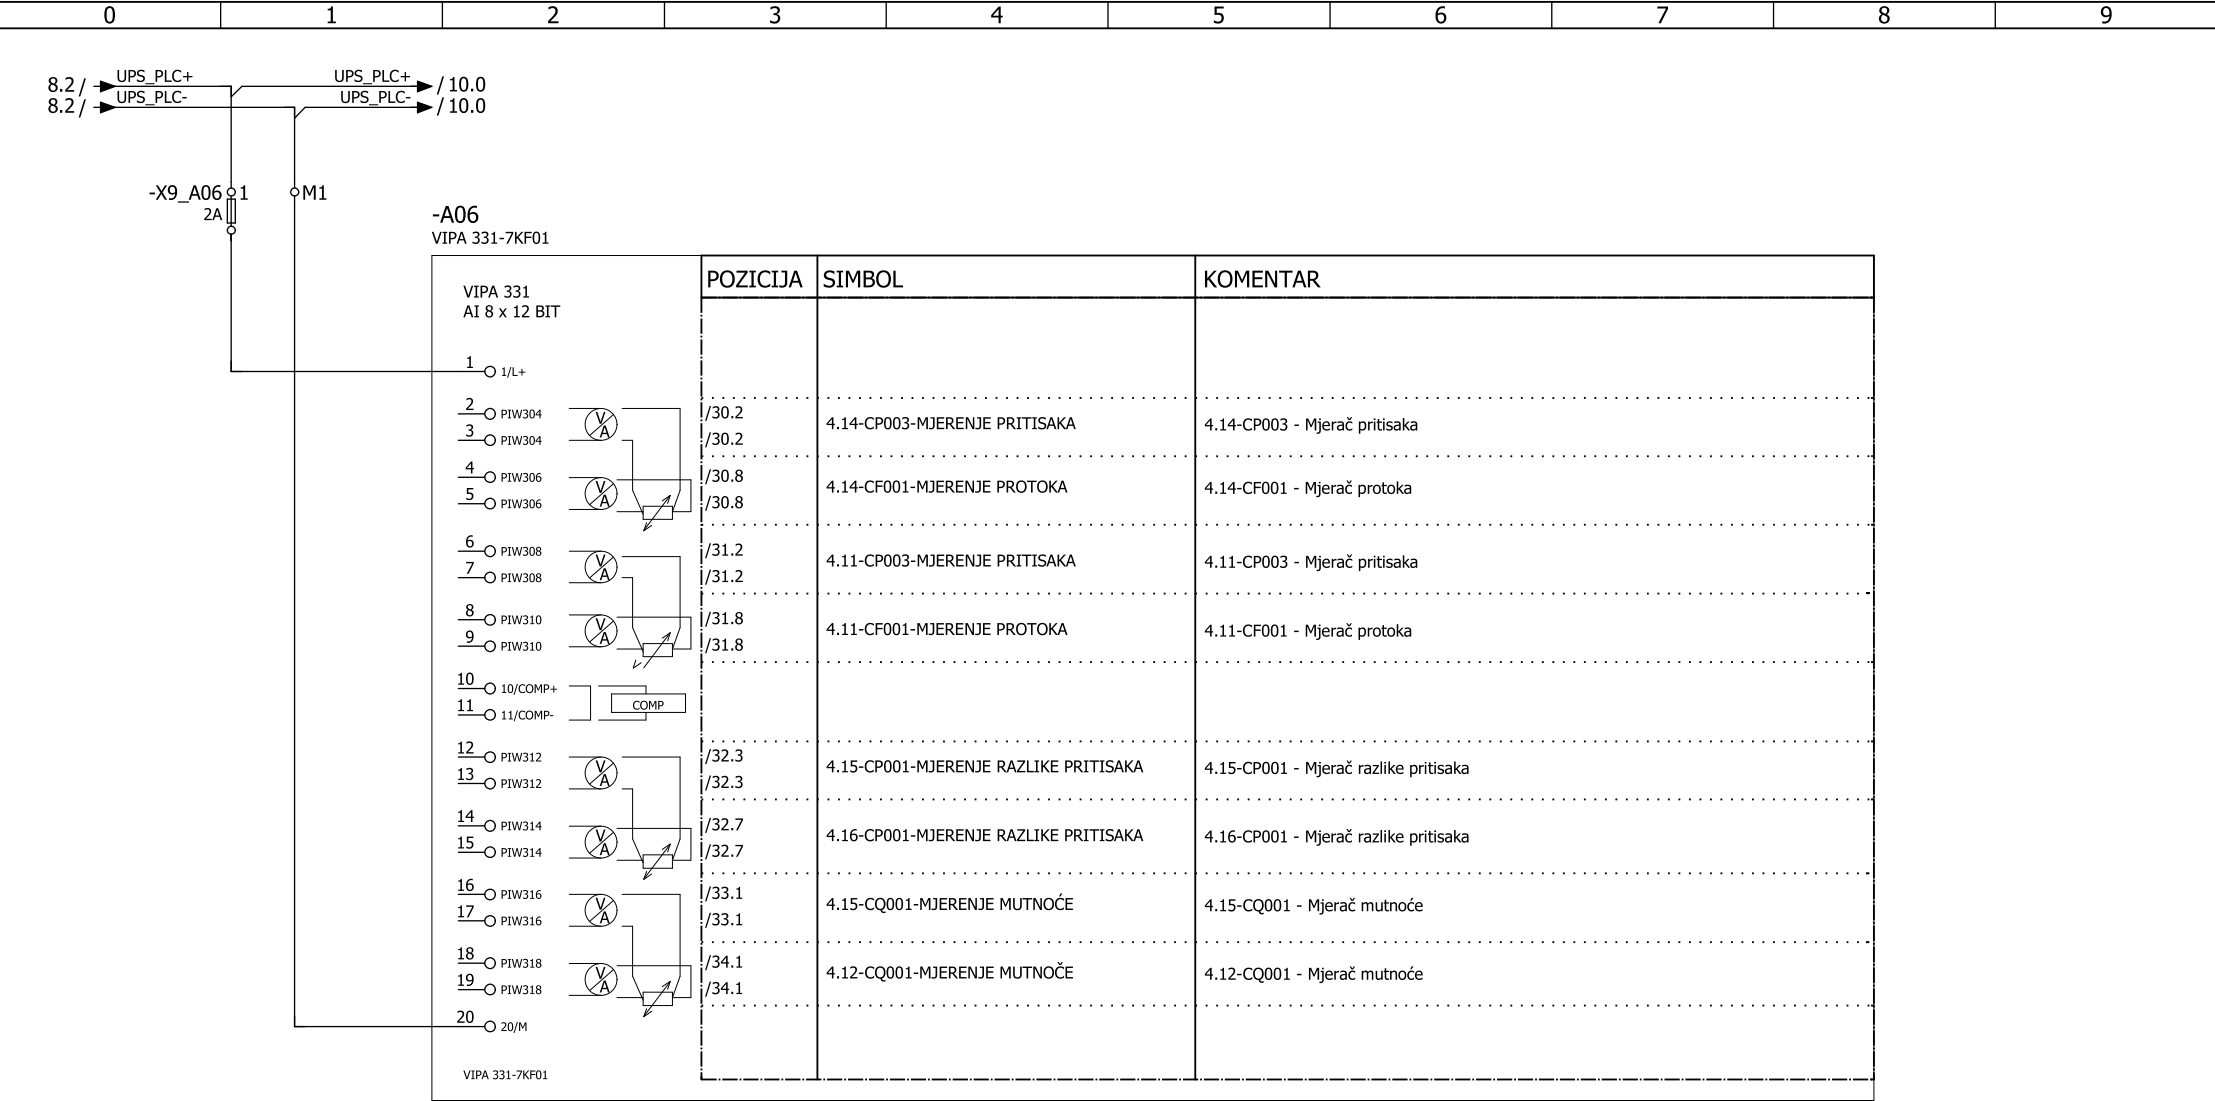 0 1 2 3 4 5 6 7 8 9
8.2 / UPS_PLC+ UPS_PLC+ / 10.0
8.2 / UPS_PLC- UPS_PLC- / 10.0
-X9_A06 1 M1
2A
-A06
VIPA 331-7KF01
POZICIJA SIMBOL KOMENTAR
VIPA 331
AI 8 x 12 BIT
1 1/L+
2 PIW304 V A /30.2
4.14-CP003-MJERENJE PRITISAKA 4.14-CP003 - Mjerač pritisaka
3 PIW304 /30.2
4 PIW306 V A /30.8
4.14-CF001-MJERENJE PROTOKA 4.14-CF001 - Mjerač protoka
5 PIW306 /30.8
6 PIW308 V A /31.2
4.11-CP003-MJERENJE PRITISAKA 4.11-CP003 - Mjerač pritisaka
7 PIW308 /31.2
8 PIW310 V A /31.8
4.11-CF001-MJERENJE PROTOKA 4.11-CF001 - Mjerač protoka
9 PIW310 /31.8
10 10/COMP+
COMP
11 11/COMP-
12 PIW312 V A /32.3
4.15-CP001-MJERENJE RAZLIKE PRITISAKA 4.15-CP001 - Mjerač razlike pritisaka
13 PIW312 /32.3
14 PIW314 V A /32.7
4.16-CP001-MJERENJE RAZLIKE PRITISAKA 4.16-CP001 - Mjerač razlike pritisaka
15 PIW314 /32.7
16 PIW316 V A /33.1
4.15-CQ001-MJERENJE MUTNOĆE 4.15-CQ001 - Mjerač mutnoće
17 PIW316 /33.1
18 PIW318 V A /34.1
4.12-CQ001-MJERENJE MUTNOČE 4.12-CQ001 - Mjerač mutnoće
19 PIW318 /34.1
20 20/M
VIPA 331-7KF01